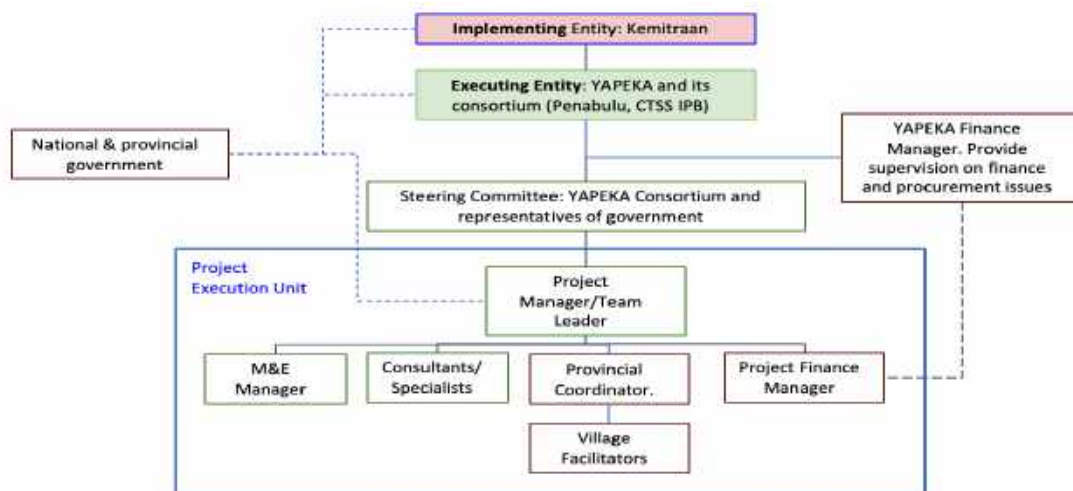 Implementing Entity: Kemitraan
Executing Entity: YAPEKA and its
consortium (Penabulu, CTSS IPB)
National & provincial
government
YAPEKA Finance
Manager. Provide
supervision on finance
and procurement issues
Steering Committee: YAPEKA Consortium and
representatives of government
Project
Execution Unit
Project
Manager/Team
Leader
M&E
Manager
Consultants/
Specialists
Provincial
Coordinator.
Project Finance
Manager
Village
Facilitators